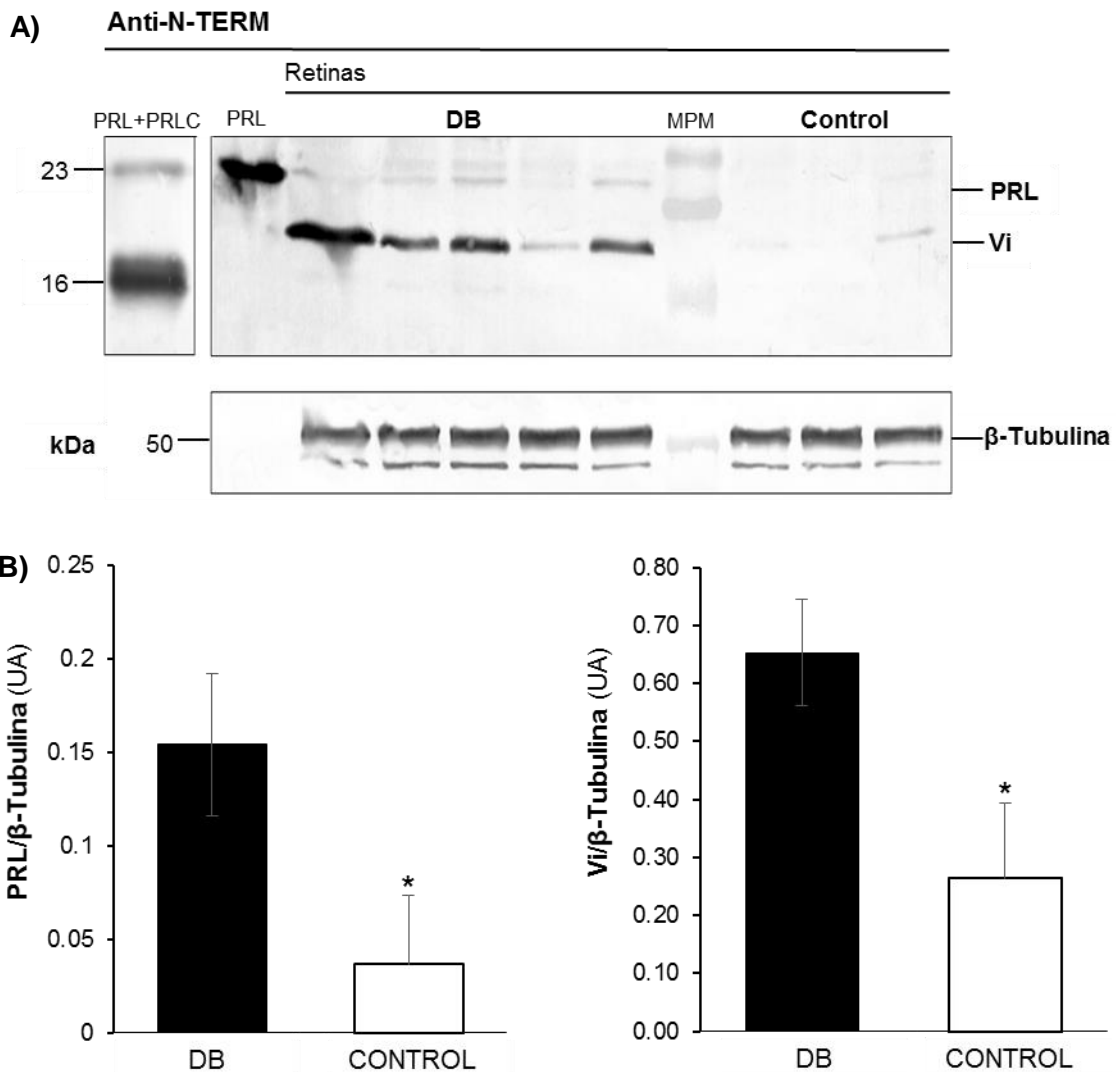 A)
Anti-N-TERM
Retinas
PRL+PRLC PRL DB MPM Control
23
PRL
Vi
16
kDa 50 β-Tubulina
B)
PRL/β-Tubulina (UA)
0.25
0.2
0.15
0.1
0.05
0
*
DB CONTROL
Vi/β-Tubulina (UA)
0.80
0.70
0.60
0.50
0.40
0.30
0.20
0.10
0.00
*
DB CONTROL